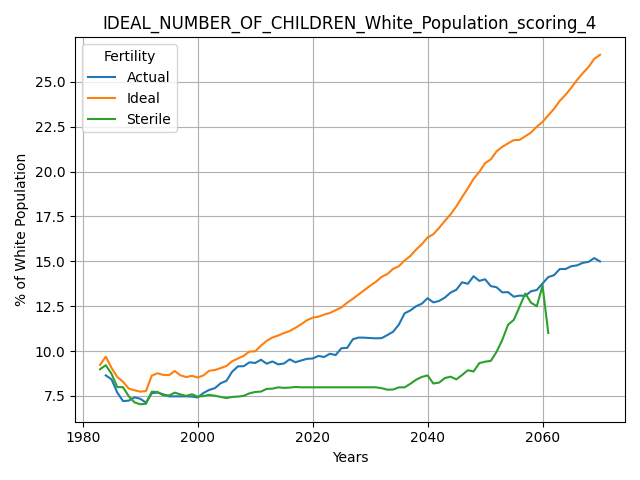 IDEAL_NUMBER_OF_CHILDREN_White_Population_scoring_4
Fertility
Actual
Ideal
Sterile
% of White Population
25.0
22.5
20.0
17.5
15.0
12.5
10.0
7.5
1980
2000
2020
2040
2060
Years